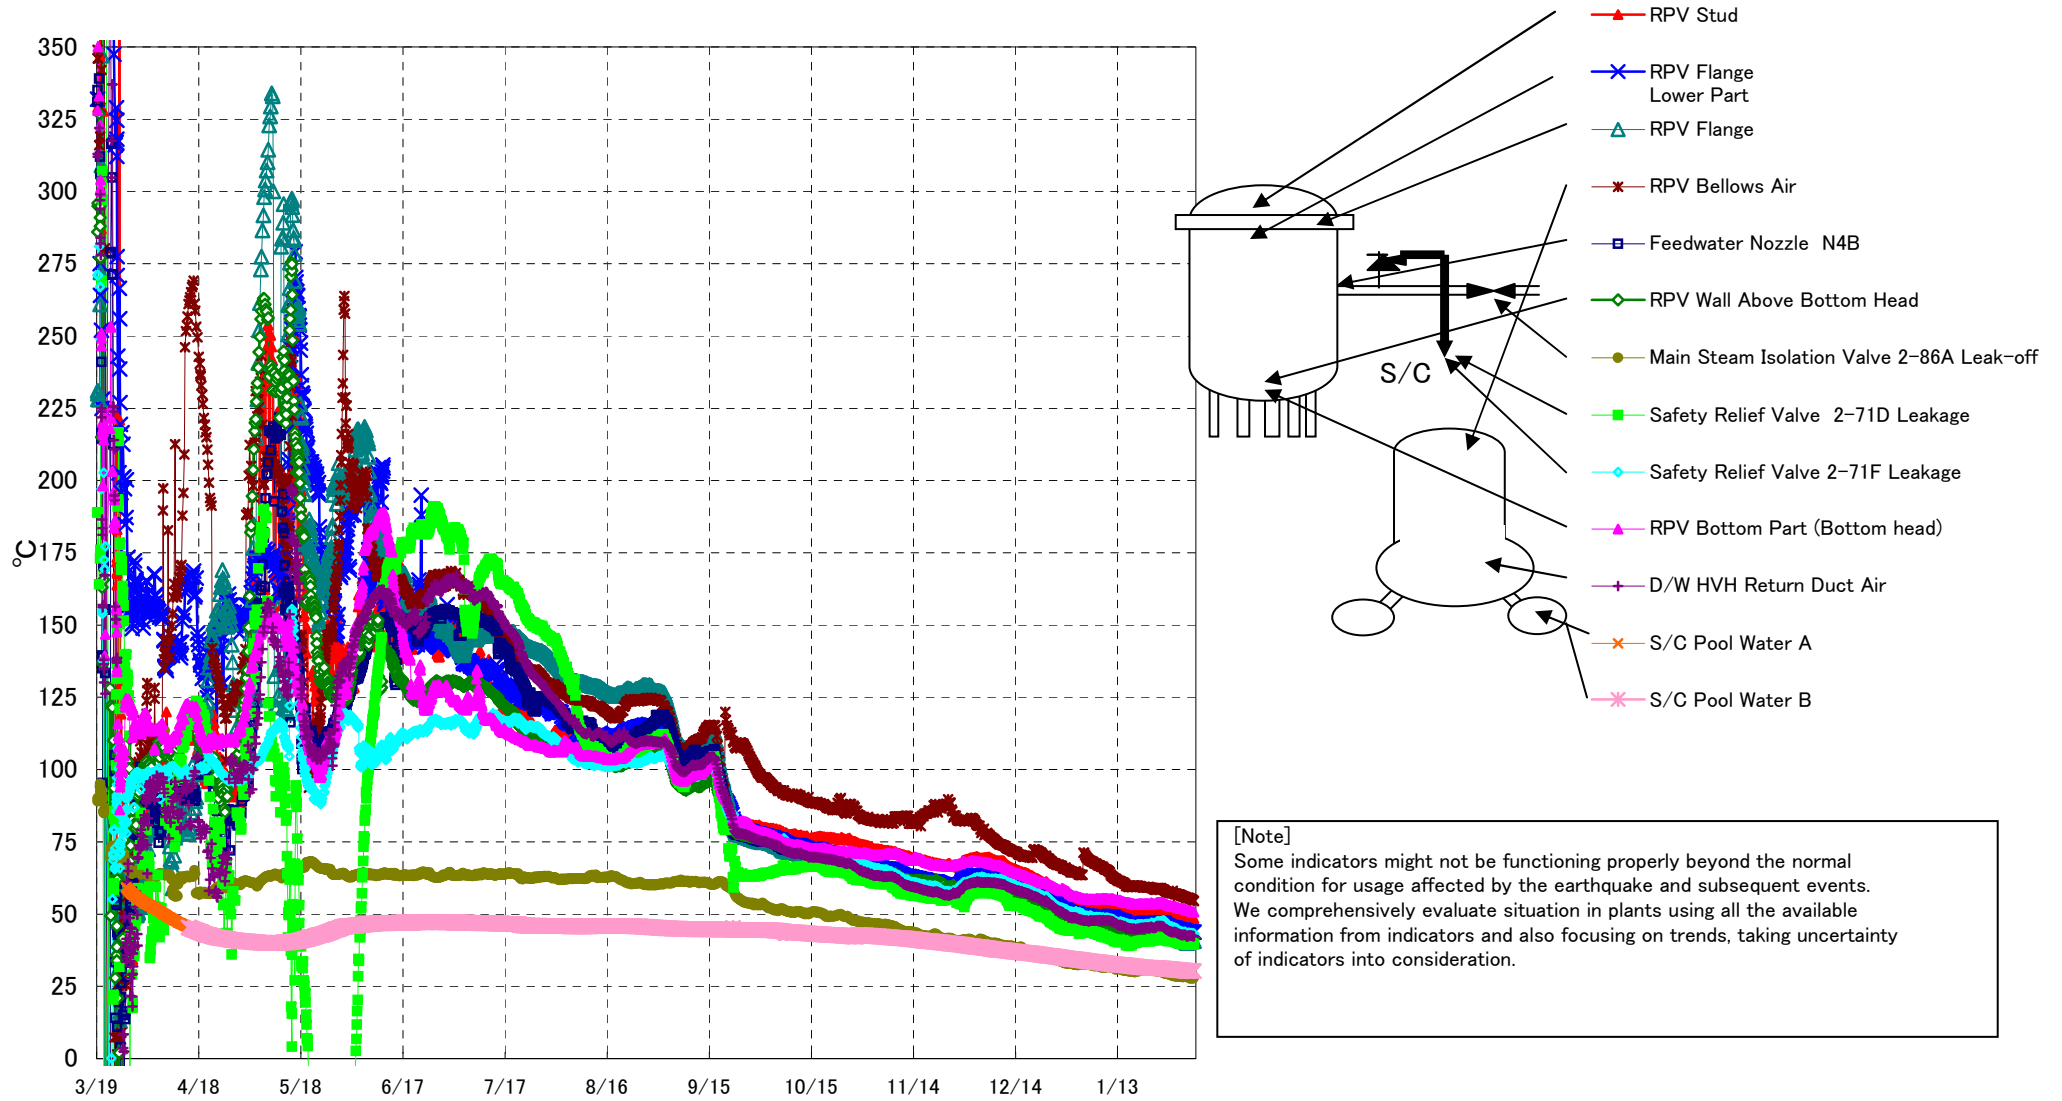 350
325
300
275
250
225
200
175
150
125
100
75
50
25
0
℃
3/19
4/18
5/18
6/17
7/17
8/16
9/15
10/15
11/14
12/14
1/13
S/C
RPV Stud
RPV Flange
Lower Part
RPV Flange
RPV Bellows Air
Feedwater Nozzle N4B
RPV Wall Above Bottom Head
Main Steam Isolation Valve 2-86A Leak-off
Safety Relief Valve 2-71D Leakage
Safety Relief Valve 2-71F Leakage
RPV Bottom Part (Bottom head)
D/W HVH Return Duct Air
S/C Pool Water A
S/C Pool Water B
[Note]
Some indicators might not be functioning properly beyond the normal
condition for usage affected by the earthquake and subsequent events.
We comprehensively evaluate situation in plants using all the available
information from indicators and also focusing on trends, taking uncertainty
of indicators into consideration.